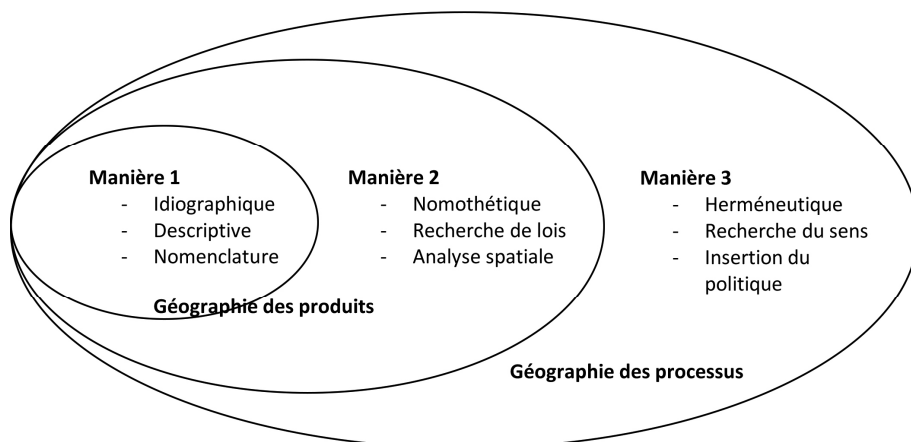 Manière 1
- Idiographique
- Descriptive
- Nomenclature
Manière 2
- Nomothétique
- Recherche de lois
- Analyse spatiale
Manière 3
- Herméneutique
- Recherche du sens
- Insertion du
politique
Géographie des produits
Géographie des processus